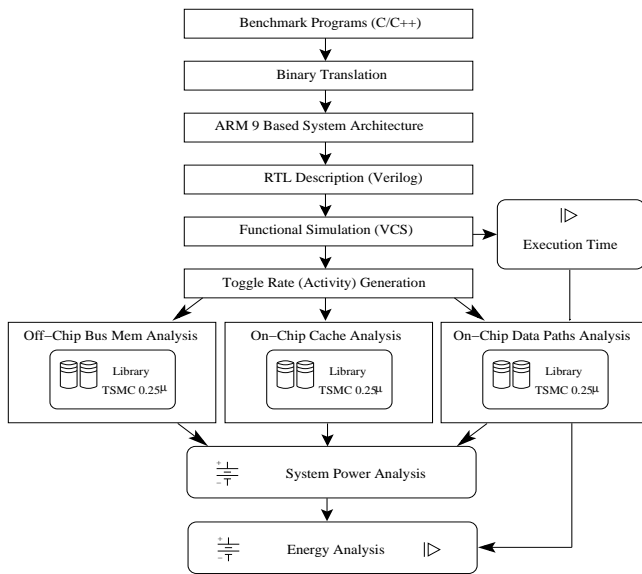 Benchmark Programs (C/C++)
Binary Translation
ARM 9 Based System Architecture
RTL Description (Verilog)
Functional Simulation (VCS)
Execution Time
Toggle Rate (Activity) Generation
Off−Chip Bus Mem Analysis
Library
TSMC 0.25μ
On−Chip Cache Analysis
Library
TSMC 0.25μ
On−Chip Data Paths Analysis
Library
TSMC 0.25μ
+
−
System Power Analysis
+
−
Energy Analysis